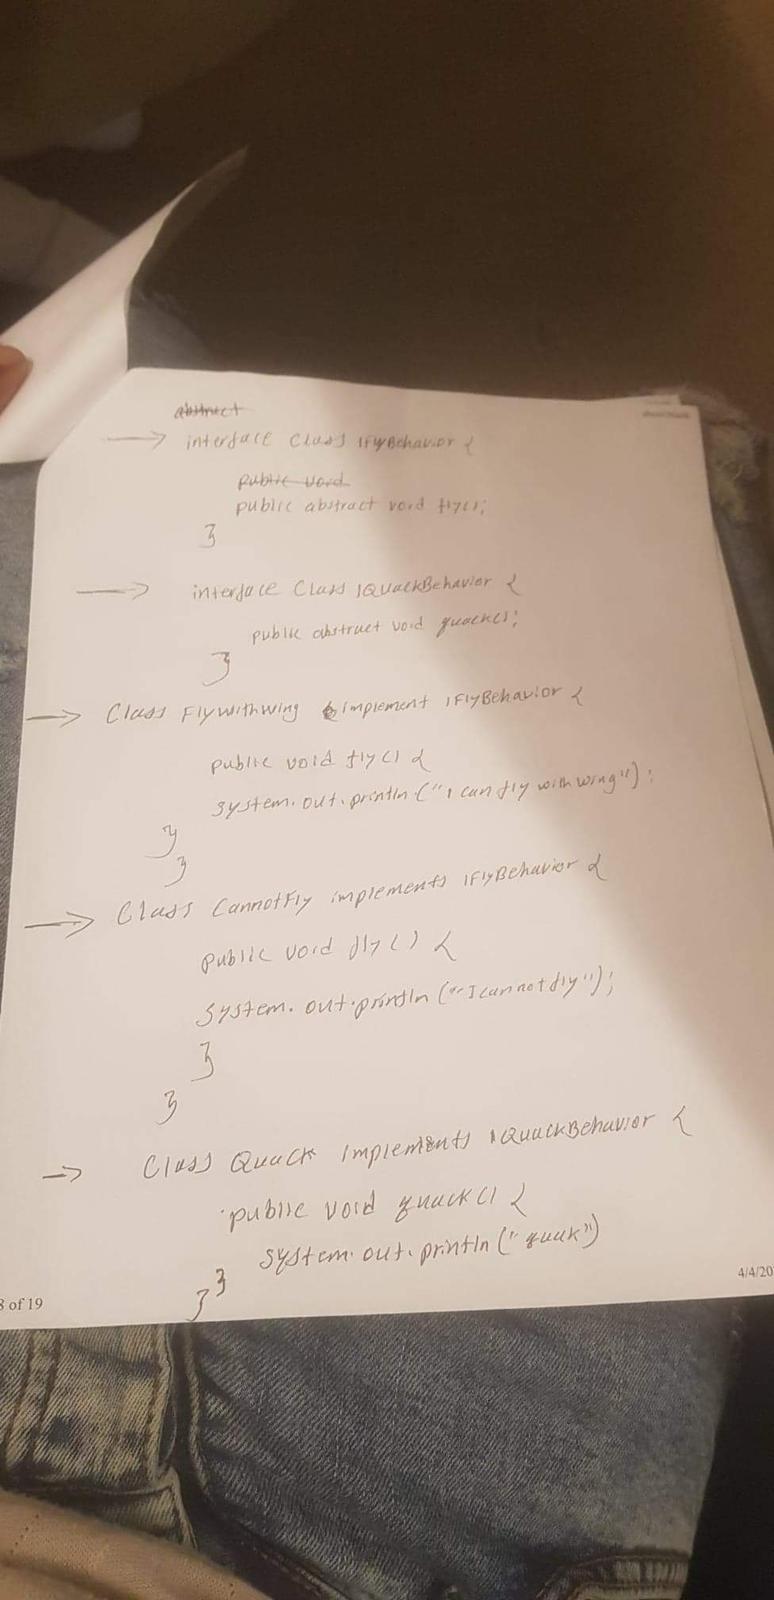 abstract
→ interface Class IFlyBehavior {
public void
public abstract void fly();
}
→ interface Class IQuackBehavior {
public abstract void quack();
}
→ Class Flywithwing implement IFlyBehavior {
public void fly() {
system.out.println("I can fly with wing");
}
}
→ Class CannotFly implements IFlyBehavior {
public void fly() {
system.out.println("I cannot fly");
}
}
→ Class Quack implements IQuackBehavior {
public void quack() {
system.out.println("quak")
}
}
8 of 19
4/4/20